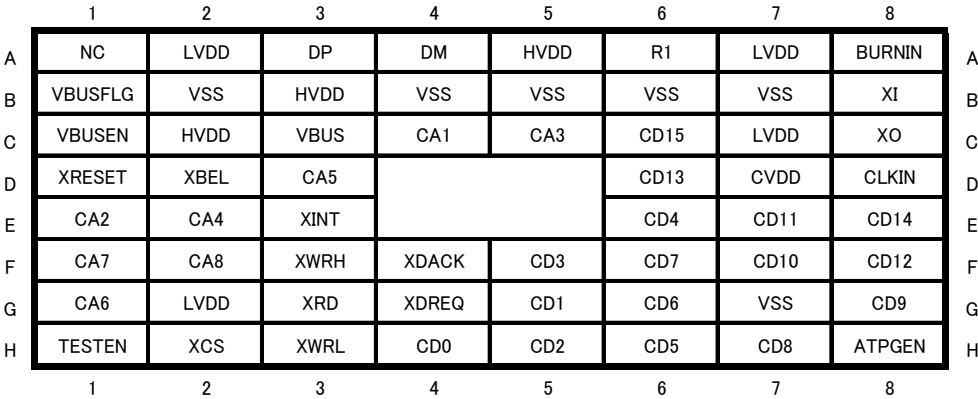 1 2 3 4 5 6 7 8
A NC LVDD DP DM HVDD R1 LVDD BURNIN A
B VBUSFLG VSS HVDD VSS VSS VSS VSS XI B
C VBUSEN HVDD VBUS CA1 CA3 CD15 LVDD XO C
D XRESET XBEL CA5 CD13 CVDD CLKIN D
E CA2 CA4 XINT CD4 CD11 CD14 E
F CA7 CA8 XWRH XDACK CD3 CD7 CD10 CD12 F
G CA6 LVDD XRD XDREQ CD1 CD6 VSS CD9 G
H TESTEN XCS XWRL CD0 CD2 CD5 CD8 ATPGEN H
1 2 3 4 5 6 7 8